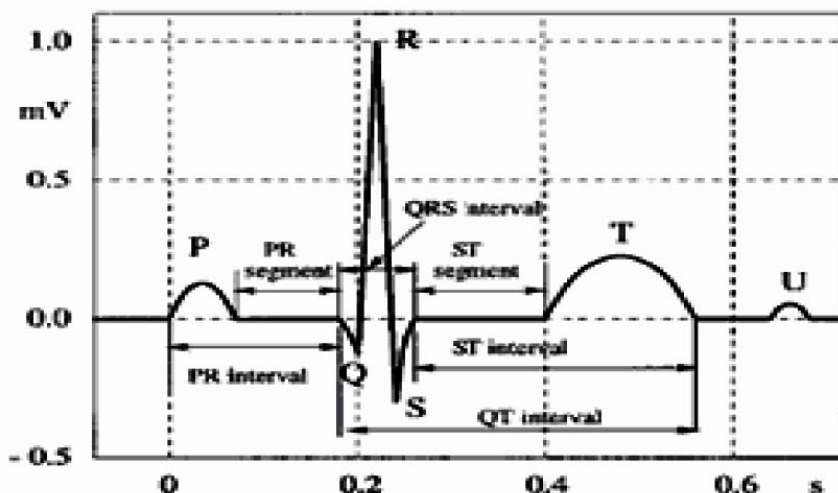 1.0
R
mV
0.5
QRS interval
P
PR
segment
ST
segment
T
U
0.0
PR interval
Q
ST interval
S
QT interval
- 0.5
0 0.2 0.4 0.6 s